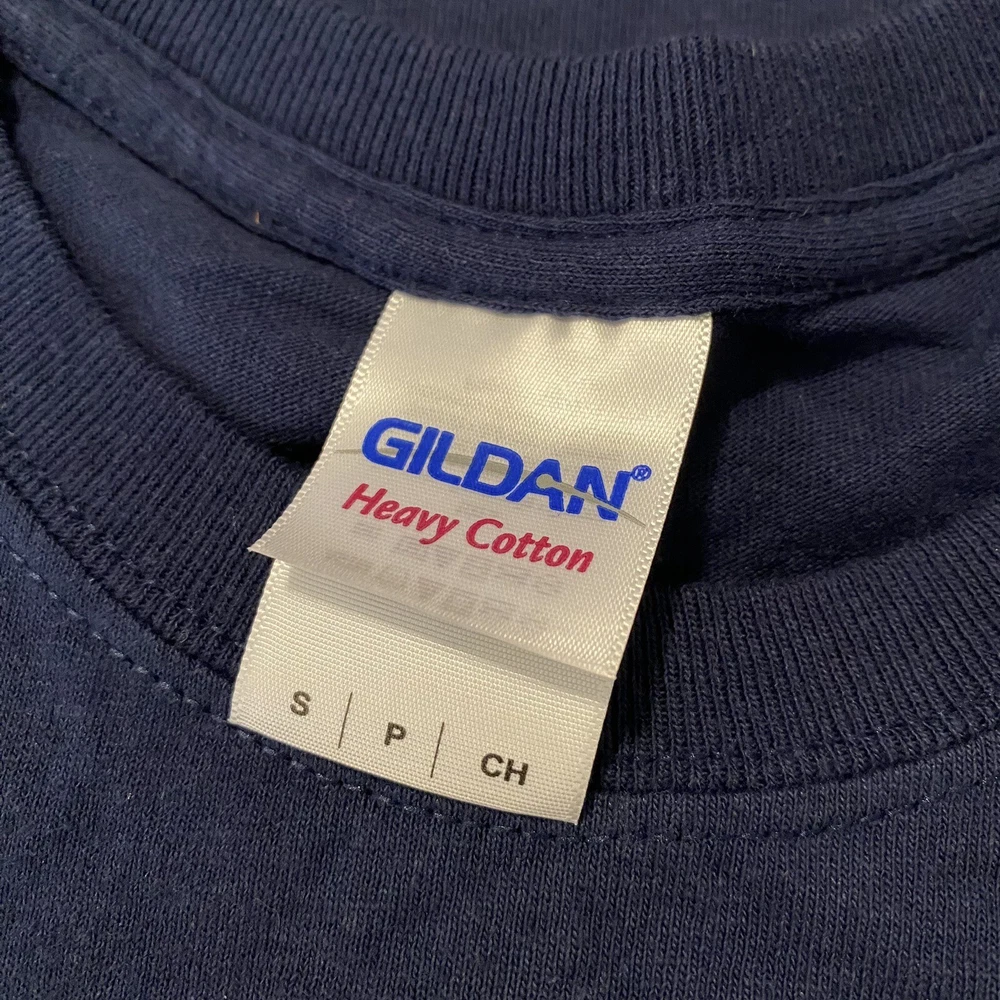 GILDAN®
Heavy Cotton
S | P | CH